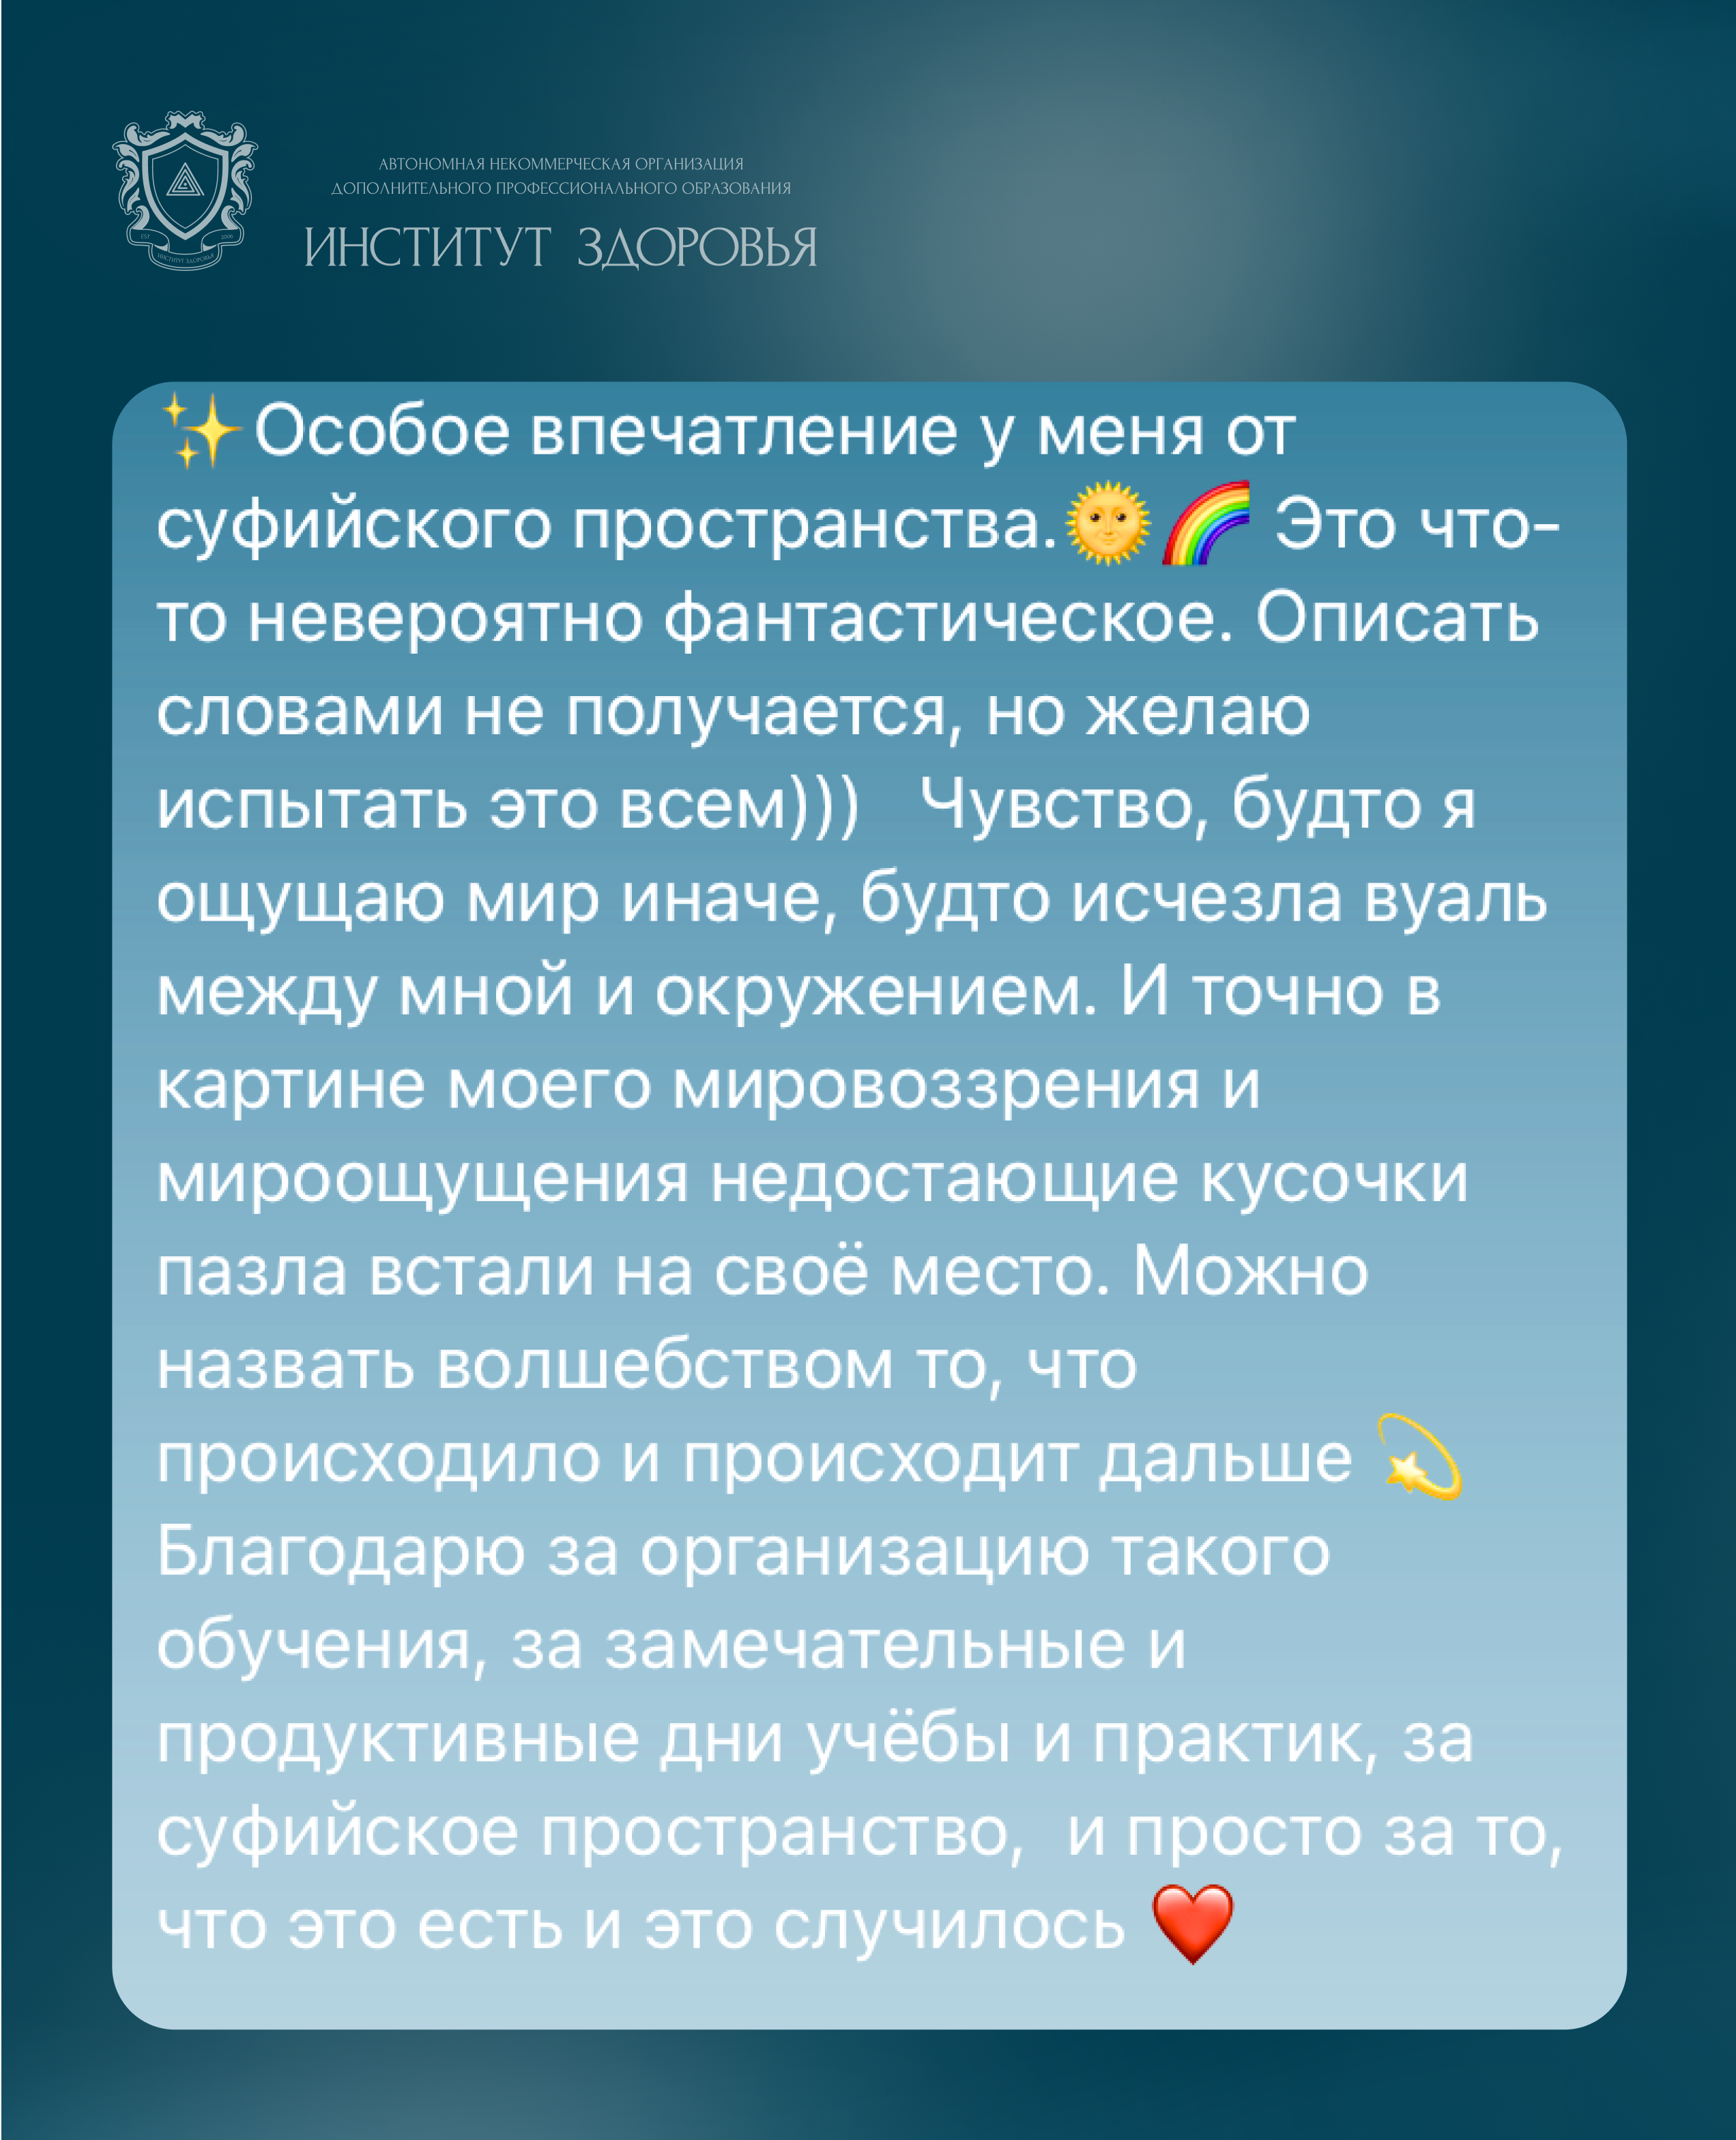 АВТОНОМНАЯ НЕКОММЕРЧЕСКАЯ ОРГАНИЗАЦИЯ
ДОПОЛНИТЕЛЬНОГО ПРОФЕССИОНАЛЬНОГО ОБРАЗОВАНИЯ
ИНСТИТУТ ЗДОРОВЬЯ
EST 2006
ИНСТИТУТ ЗДОРОВЬЯ
✨Особое впечатление у меня от
суфийского пространства.🌞🌈 Это что-
то невероятно фантастическое. Описать
словами не получается, но желаю
испытать это всем))) Чувство, будто я
ощущаю мир иначе, будто исчезла вуаль
между мной и окружением. И точно в
картине моего мировоззрения и
мироощущения недостающие кусочки
пазла встали на своё место. Можно
назвать волшебством то, что
происходило и происходит дальше 💫
Благодарю за организацию такого
обучения, за замечательные и
продуктивные дни учёбы и практик, за
суфийское пространство, и просто за то,
что это есть и это случилось ❤️